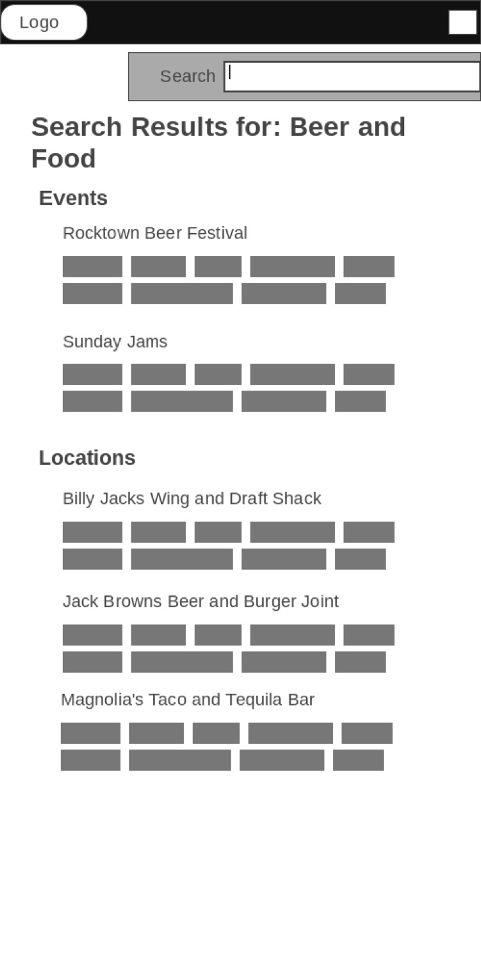 Logo
Search
Search Results for: Beer and
Food
Events
Rocktown Beer Festival
Sunday Jams
Locations
Billy Jacks Wing and Draft Shack
Jack Browns Beer and Burger Joint
Magnolia's Taco and Tequila Bar